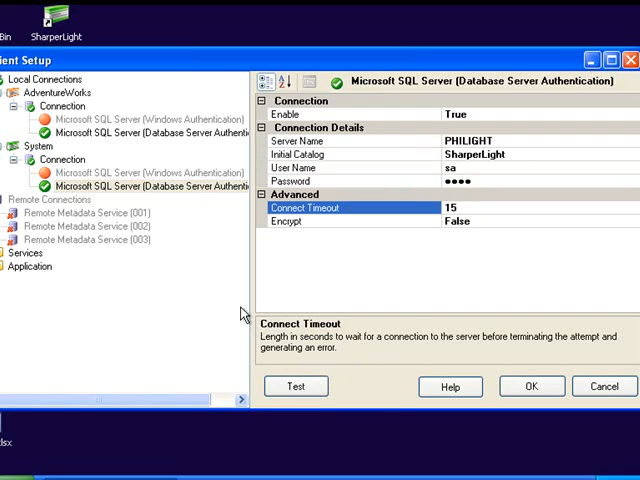 Bin
SharperLight
ient Setup
Local Connections
AdventureWorks
Connection
Microsoft SQL Server (Windows Authentication)
Microsoft SQL Server (Database Server Authenti
System
Connection
Microsoft SQL Server (Windows Authentication)
Microsoft SQL Server (Database Server Authenti
Remote Connections
Remote Metadata Service (001)
Remote Metadata Service (002)
Remote Metadata Service (003)
Services
Application
Microsoft SQL Server (Database Server Authentication)
Connection
Enable True
Connection Details
Server Name PHILIGHT
Initial Catalog SharperLight
User Name sa
Password ●●●●
Advanced
Connect Timeout 15
Encrypt False
Connect Timeout
Length in seconds to wait for a connection to the server before terminating the attempt and
generating an error.
Test Help OK Cancel
lsx